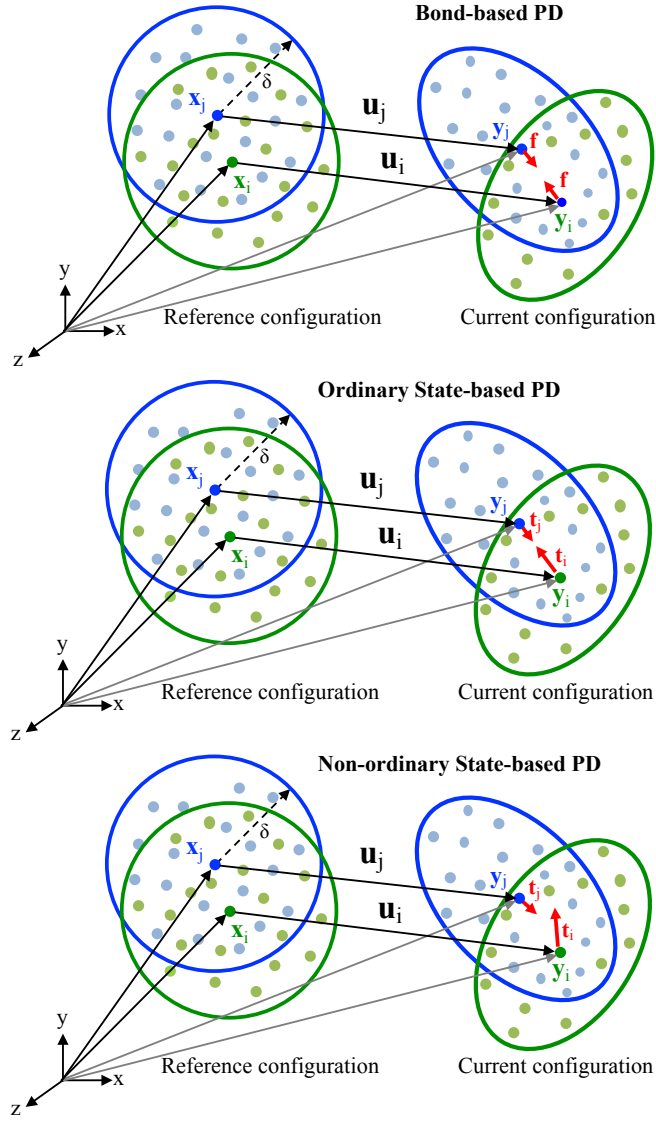 Bond-based PD
δ
x_j
u_j
y_j
f
u_i
f
x_i
y_i
y
x
z
Reference configuration
Current configuration
Ordinary State-based PD
δ
x_j
u_j
y_j
t_j
u_i
t_i
x_i
y_i
y
x
z
Reference configuration
Current configuration
Non-ordinary State-based PD
δ
x_j
u_j
y_j
t_j
u_i
t_i
x_i
y_i
y
x
z
Reference configuration
Current configuration